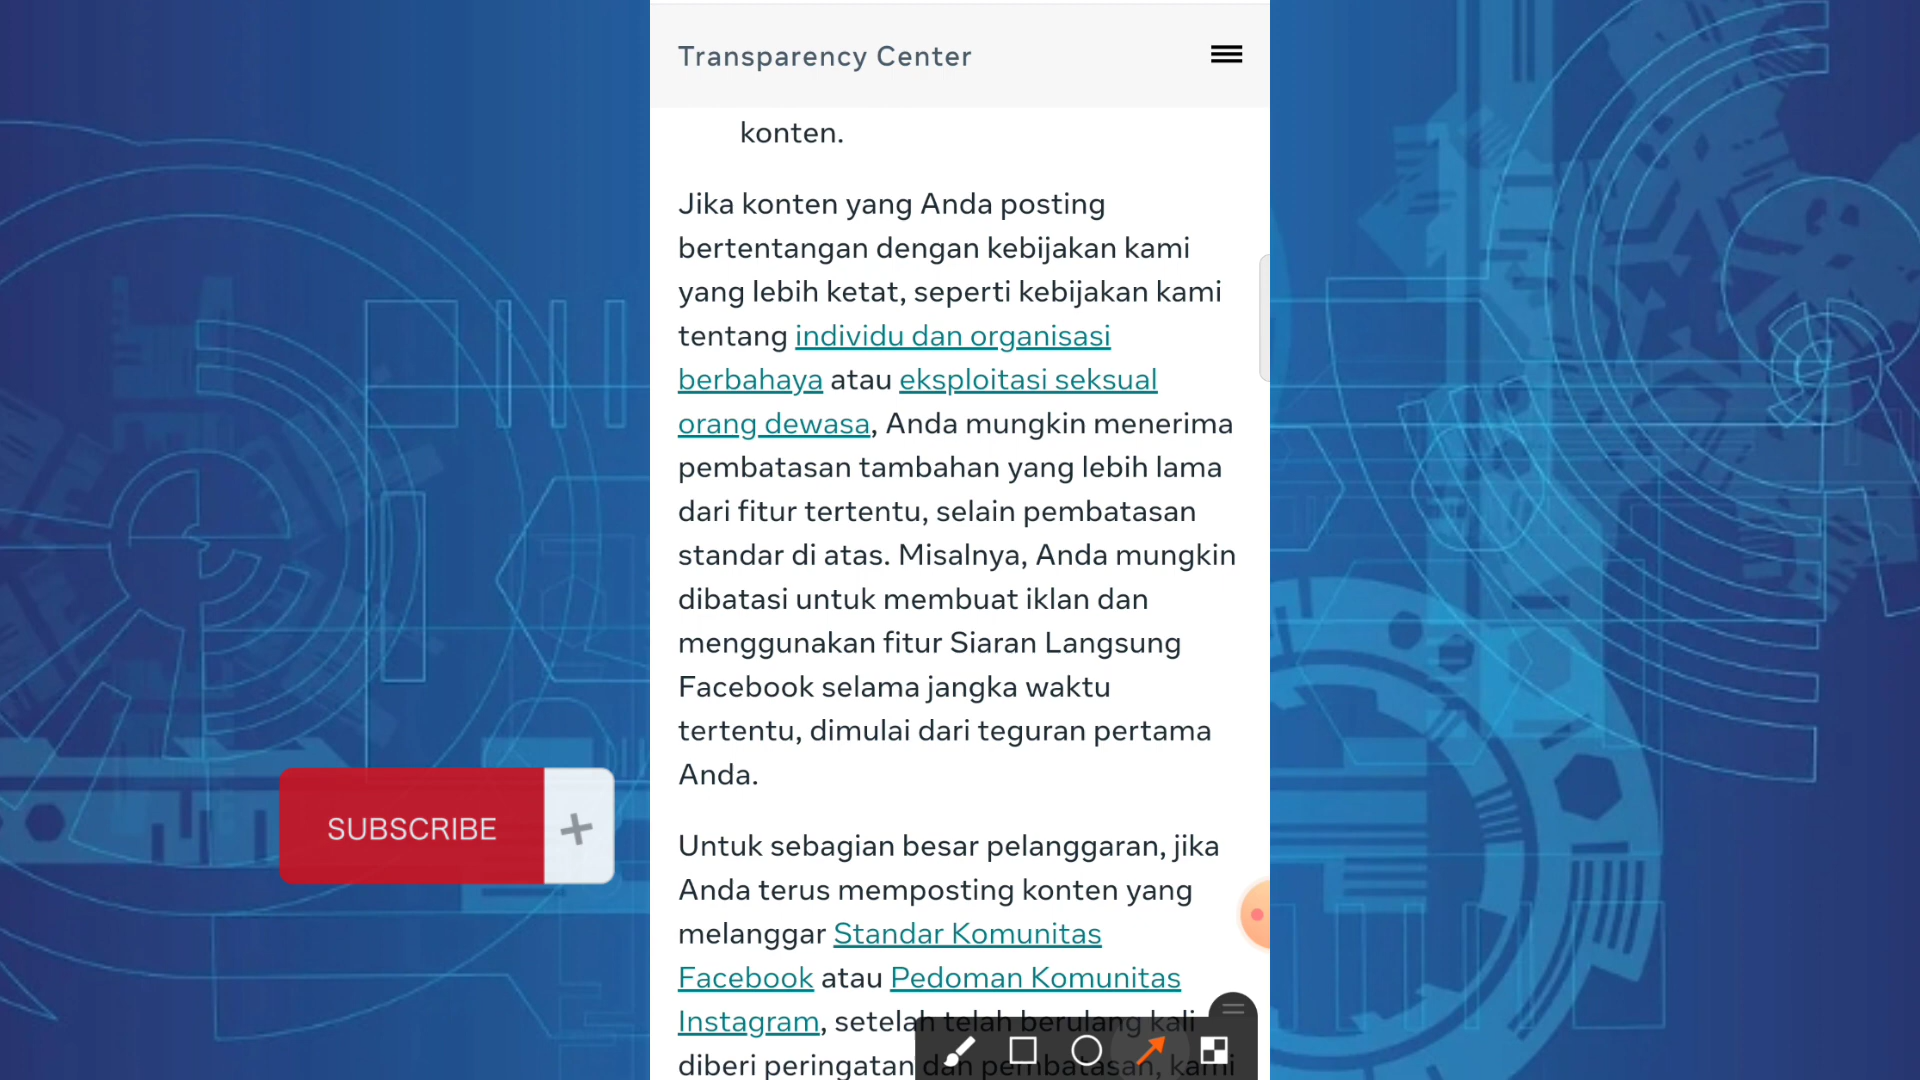 Transparency Center
konten.
Jika konten yang Anda posting
bertentangan dengan kebijakan kami
yang lebih ketat, seperti kebijakan kami
tentang individu dan organisasi
berbahaya atau eksploitasi seksual
orang dewasa, Anda mungkin menerima
pembatasan tambahan yang lebih lama
dari fitur tertentu, selain pembatasan
standar di atas. Misalnya, Anda mungkin
dibatasi untuk membuat iklan dan
menggunakan fitur Siaran Langsung
Facebook selama jangka waktu
tertentu, dimulai dari teguran pertama
Anda.
SUBSCRIBE
Untuk sebagian besar pelanggaran, jika
Anda terus memposting konten yang
melanggar Standar Komunitas
Facebook atau Pedoman Komunitas
Instagram, setelah telah berulang kali
diberi peringatan dan pembatasan, kami